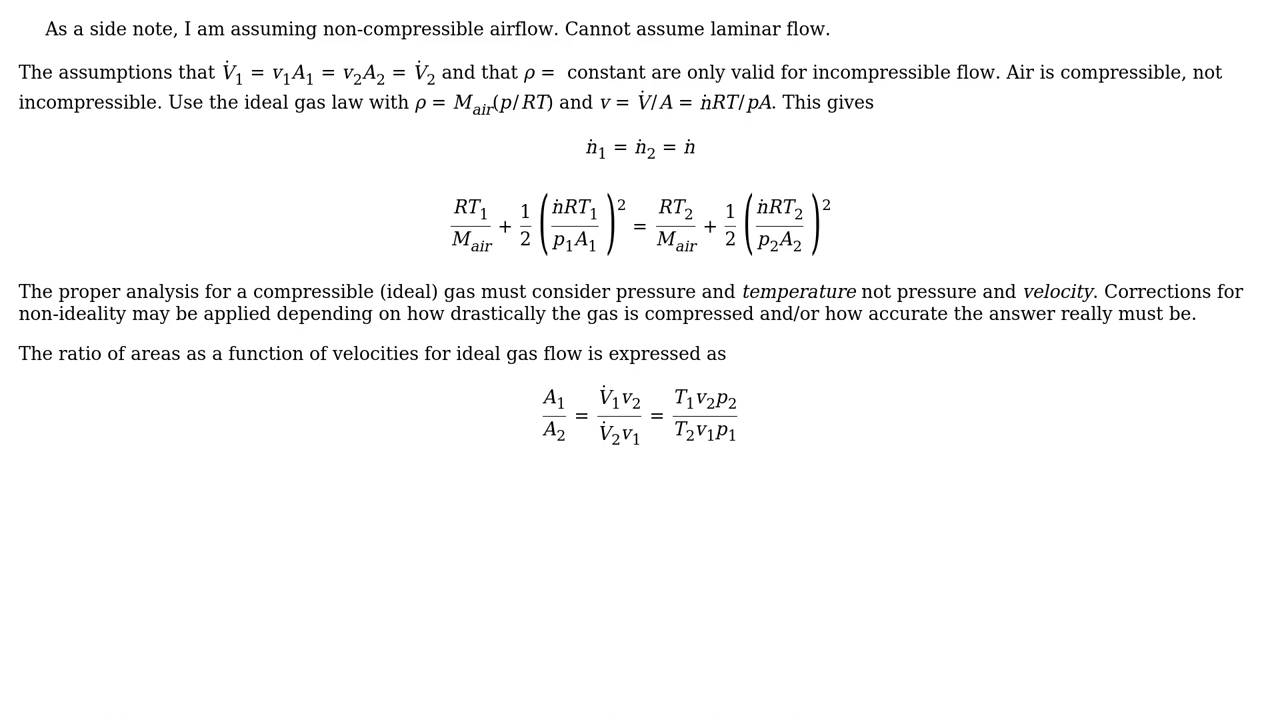 As a side note, I am assuming non-compressible airflow. Cannot assume laminar flow.
The assumptions that V̇₁ = v₁A₁ = v₂A₂ = V̇₂ and that ρ = constant are only valid for incompressible flow. Air is compressible, not
incompressible. Use the ideal gas law with ρ = M_air(p/RT) and v = V̇/A = ṅRT/pA. This gives
ṅ₁ = ṅ₂ = ṅ
RT₁/M_air + 1/2 (ṅRT₁/p₁A₁)² = RT₂/M_air + 1/2 (ṅRT₂/p₂A₂)²
The proper analysis for a compressible (ideal) gas must consider pressure and temperature not pressure and velocity. Corrections for
non-ideality may be applied depending on how drastically the gas is compressed and/or how accurate the answer really must be.
The ratio of areas as a function of velocities for ideal gas flow is expressed as
A₁/A₂ = V̇₁v₂/V̇₂v₁ = T₁v₂p₂/T₂v₁p₁